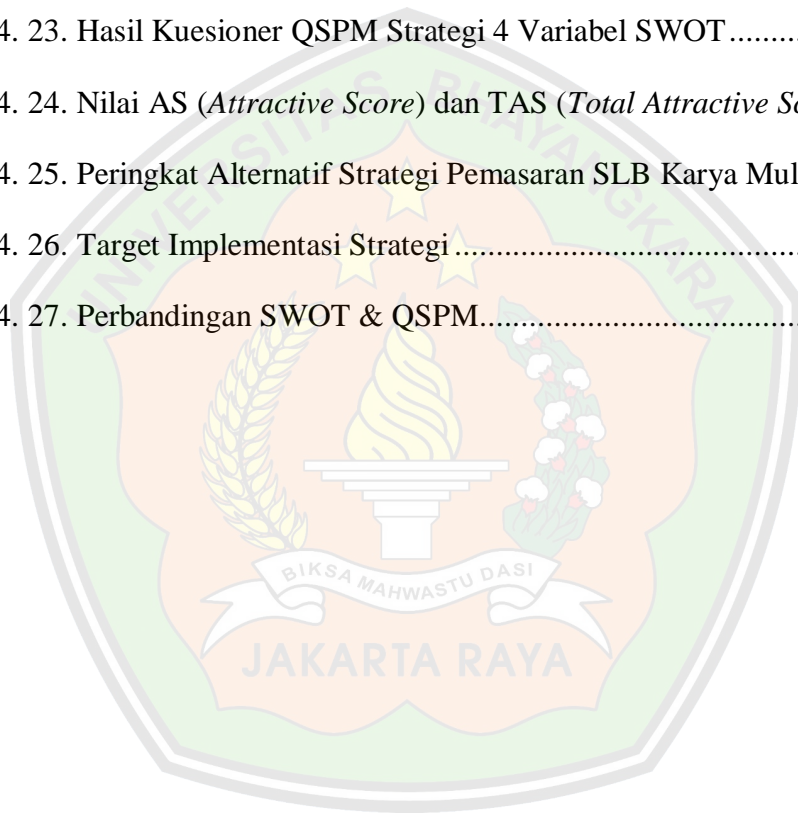 4. 23. Hasil Kuesioner QSPM Strategi 4 Variabel SWOT..........
4. 24. Nilai AS (Attractive Score) dan TAS (Total Attractive
4. 25. Peringkat Alternatif Strategi Pemasaran SLB Karya
4. 26. Target Implementasi Strategi..........................................
4. 27. Perbandingan SWOT & QSPM......................................
UNIVERSITAS BHAYANGKARA
BIKSA MAHWASTU DASI
JAKARTA RAYA